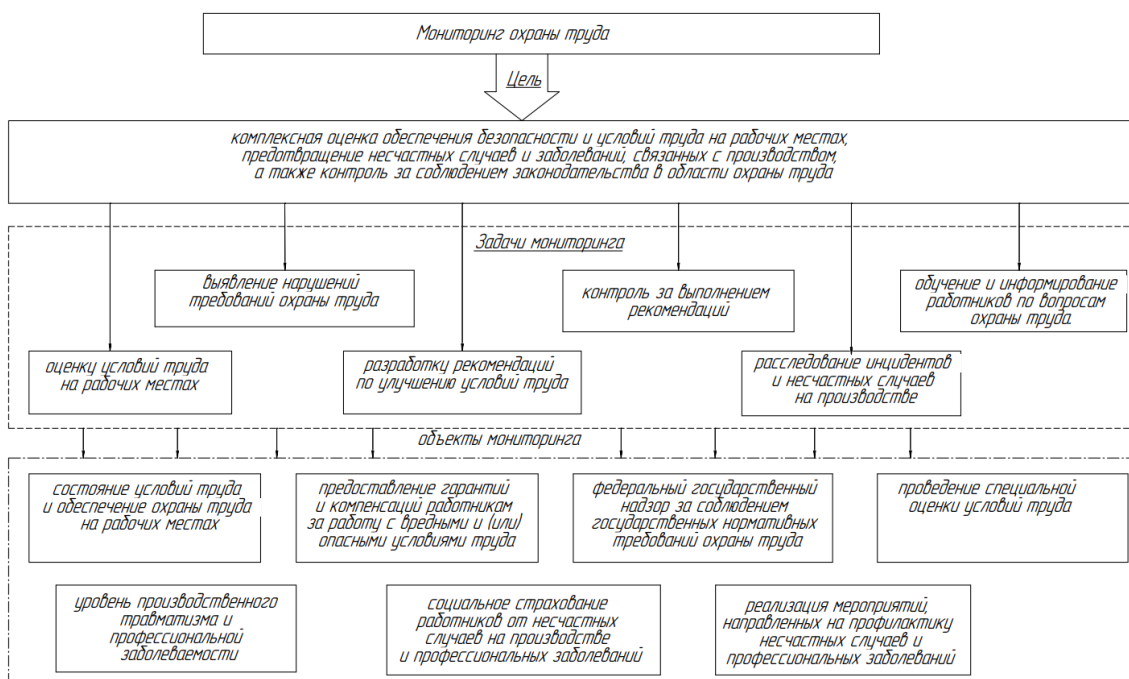 Мониторинг охраны труда
Цель
комплексная оценка обеспечения безопасности и условий труда на рабочих местах,
предотвращение несчастных случаев и заболеваний, связанных с производством,
а также контроль за соблюдением законодательства в области охраны труда
Задачи мониторинга
выявление нарушений
требований охраны труда
контроль за выполнением
рекомендаций
обучение и информирование
работников по вопросам
охраны труда.
оценку условий труда
на рабочих местах
разработку рекомендаций
по улучшению условий труда
расследование инцидентов
и несчастных случаев
на производстве
объекты мониторинга
состояние условий труда
и обеспечение охраны труда
на рабочих местах
предоставление гарантий
и компенсаций работникам
за работу с вредными и (или)
опасными условиями труда
федеральный государственный
надзор за соблюдением
государственных нормативных
требований охраны труда
проведение специальной
оценки условий труда
уровень производственного
травматизма и
профессиональной
заболеваемости
социальное страхование
работников от несчастных
случаев на производстве
и профессиональных заболеваний
реализация мероприятий,
направленных на профилактику
несчастных случаев и
профессиональных заболеваний